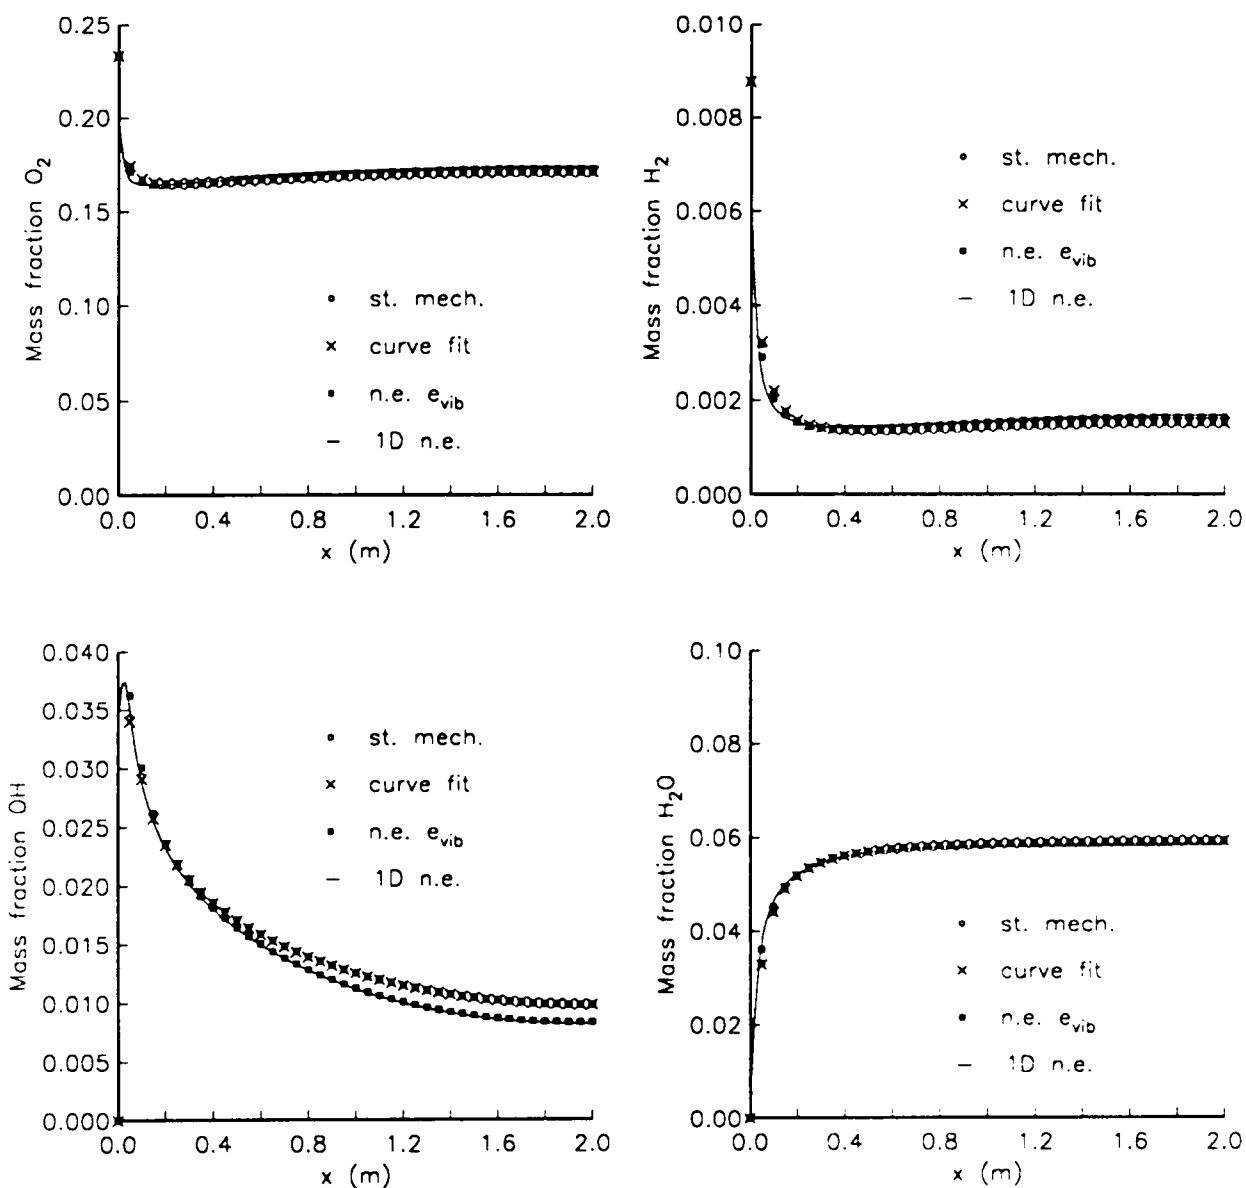 0.25
0.20
0.15
0.10
0.05
0.00
Mass fraction O2
st. mech.
curve fit
n.e. evib
1D n.e.
0.0 0.4 0.8 1.2 1.6 2.0
x (m)
0.010
0.008
0.006
0.004
0.002
0.000
Mass fraction H2
st. mech.
curve fit
n.e. evib
1D n.e.
0.0 0.4 0.8 1.2 1.6 2.0
x (m)
0.040
0.035
0.030
0.025
0.020
0.015
0.010
0.005
0.000
Mass fraction OH
st. mech.
curve fit
n.e. evib
1D n.e.
0.0 0.4 0.8 1.2 1.6 2.0
x (m)
0.10
0.08
0.06
0.04
0.02
0.00
Mass fraction H2O
st. mech.
curve fit
n.e. evib
1D n.e.
0.0 0.4 0.8 1.2 1.6 2.0
x (m)